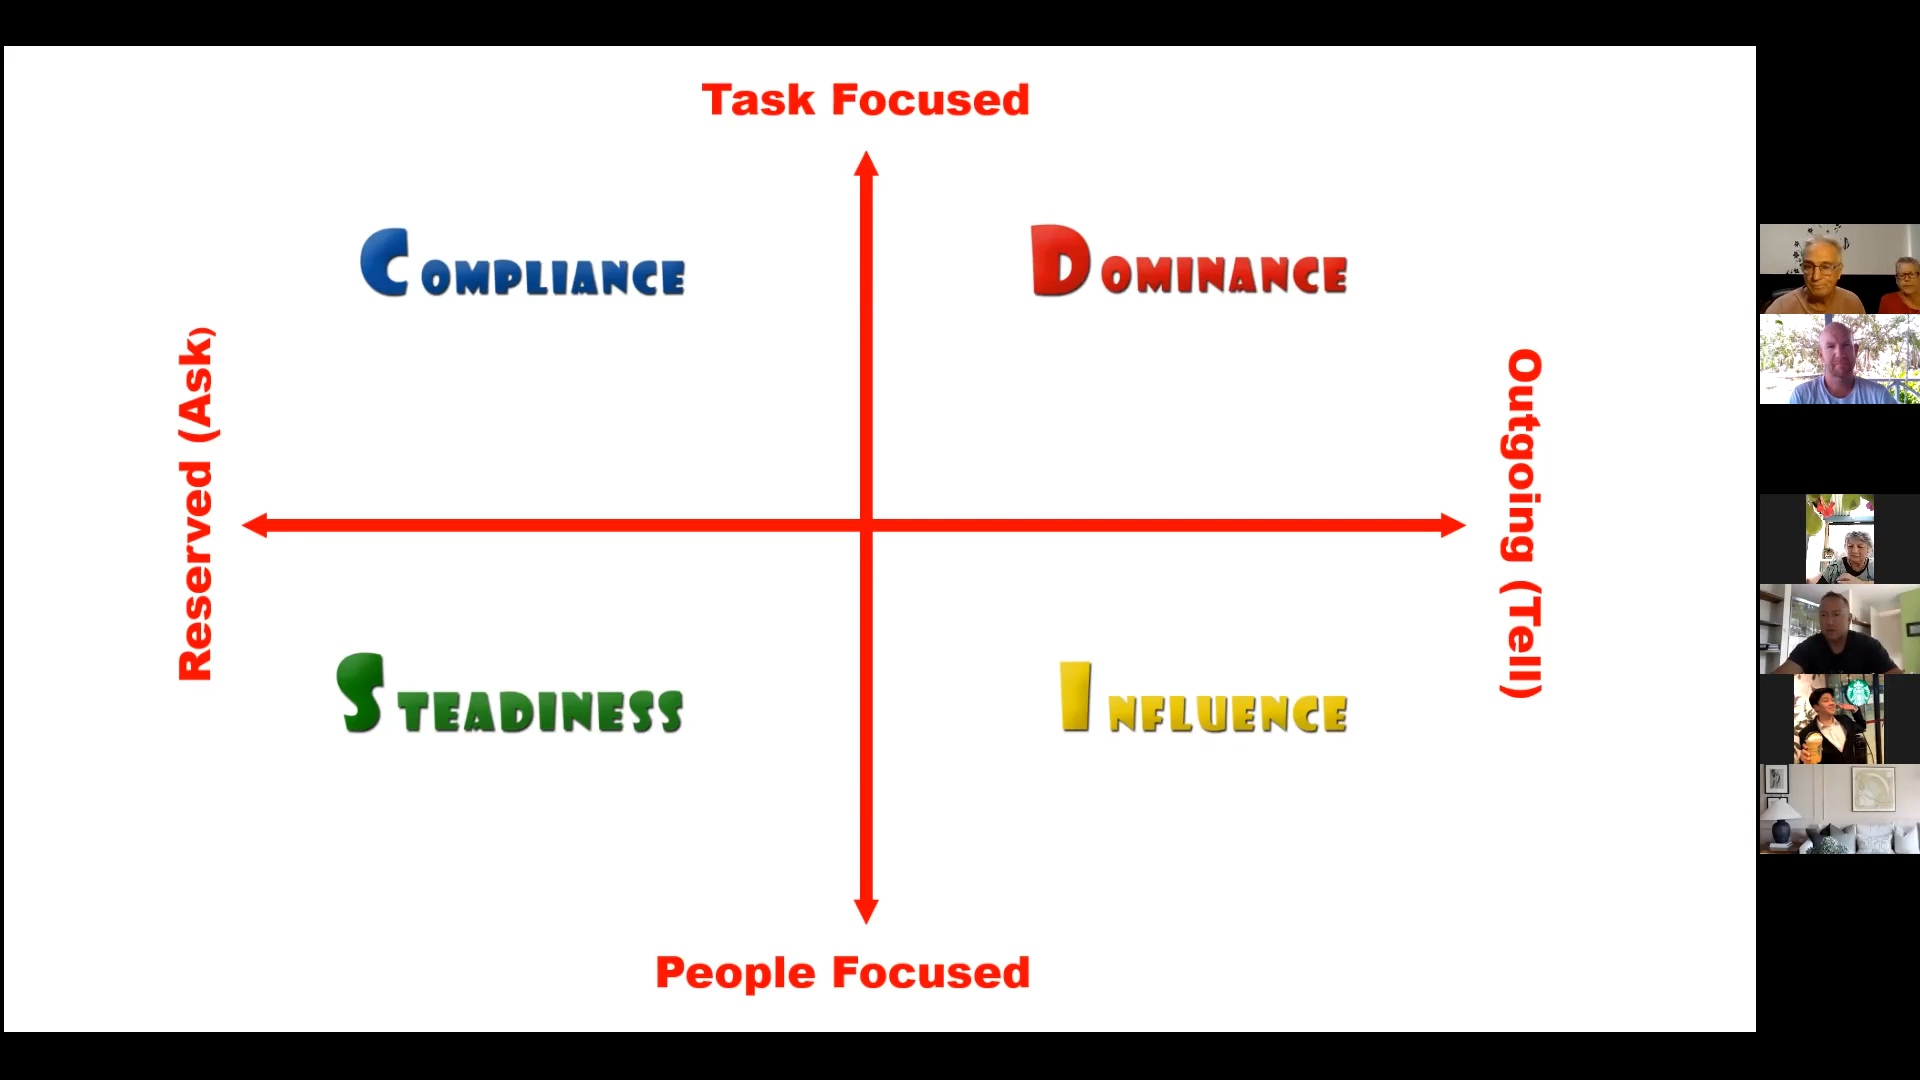 Task Focused
COMPLIANCE
DOMINANCE
Reserved (Ask)
Outgoing (Tell)
STEADINESS
INFLUENCE
People Focused